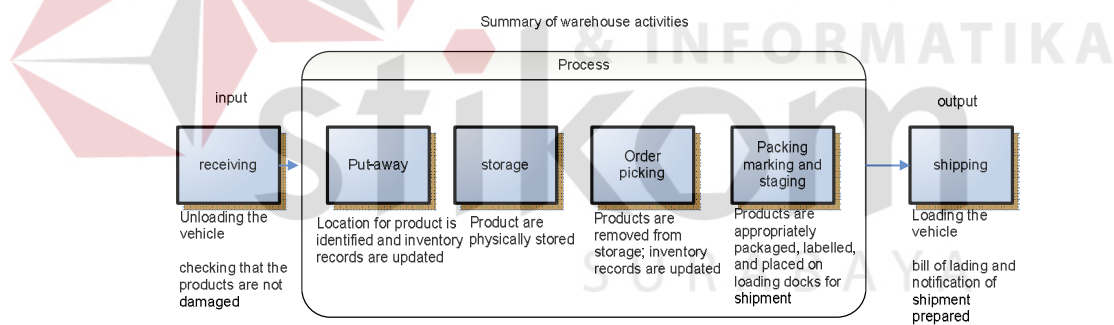 Summary of warehouse activities
& INFORMATIKA
stikom
SURABAYA
Process
input
output
receiving
Put-away
storage
Order
picking
Packing
marking and
staging
shipping
Unloading the
vehicle
checking that the
products are not
damaged
Location for product is
identified and inventory
records are updated
Product are
physically stored
Products are
removed from
storage; inventory
records are updated
Products are
appropriately
packaged, labelled,
and placed on
loading docks for
shipment
Loading the
vehicle
bill of lading and
notification of
shipment
prepared